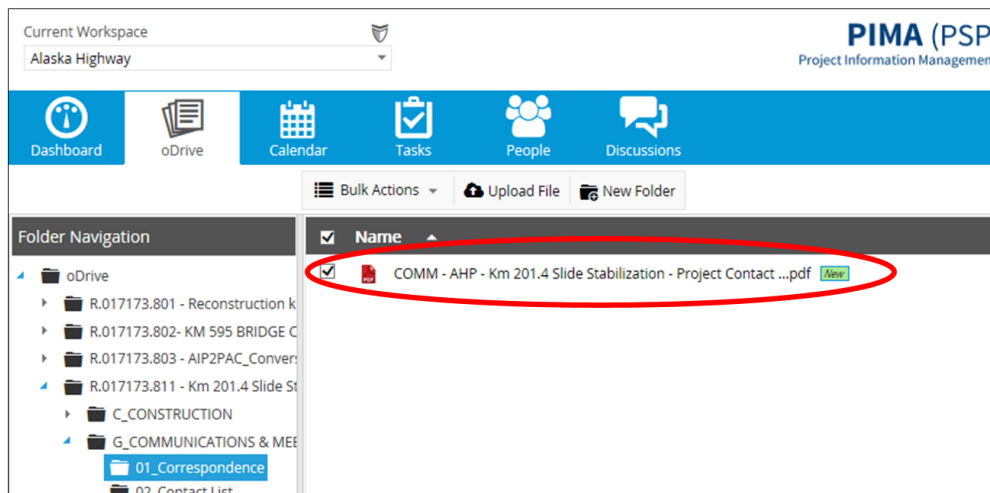 Current Workspace
Alaska Highway
PIMA (PSP
Project Information Managemen
Dashboard
oDrive
Calendar
Tasks
People
Discussions
Bulk Actions
Upload File
New Folder
Folder Navigation
Name
oDrive
COMM - AHP - Km 201.4 Slide Stabilization - Project Contact ...pdf New
R.017173.801 - Reconstruction k
R.017173.802- KM 595 BRIDGE C
R.017173.803 - AIP2PAC_Convers
R.017173.811 - Km 201.4 Slide St
C_CONSTRUCTION
G_COMMUNICATIONS & MEE
01_Correspondence
02_Contact List